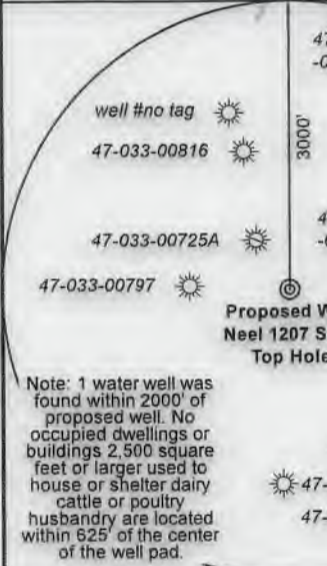 47
-0
well #no tag
47-033-00816
3000'
47-033-00725A
47-033-00797
Proposed W
Neel 1207 S
Top Hole
Note: 1 water well was
found within 2000' of
proposed well. No
occupied dwellings or
buildings 2,500 square
feet or larger used to
house or shelter dairy
cattle or poultry
husbandry are located
within 625' of the center
of the well pad.
47-
47-